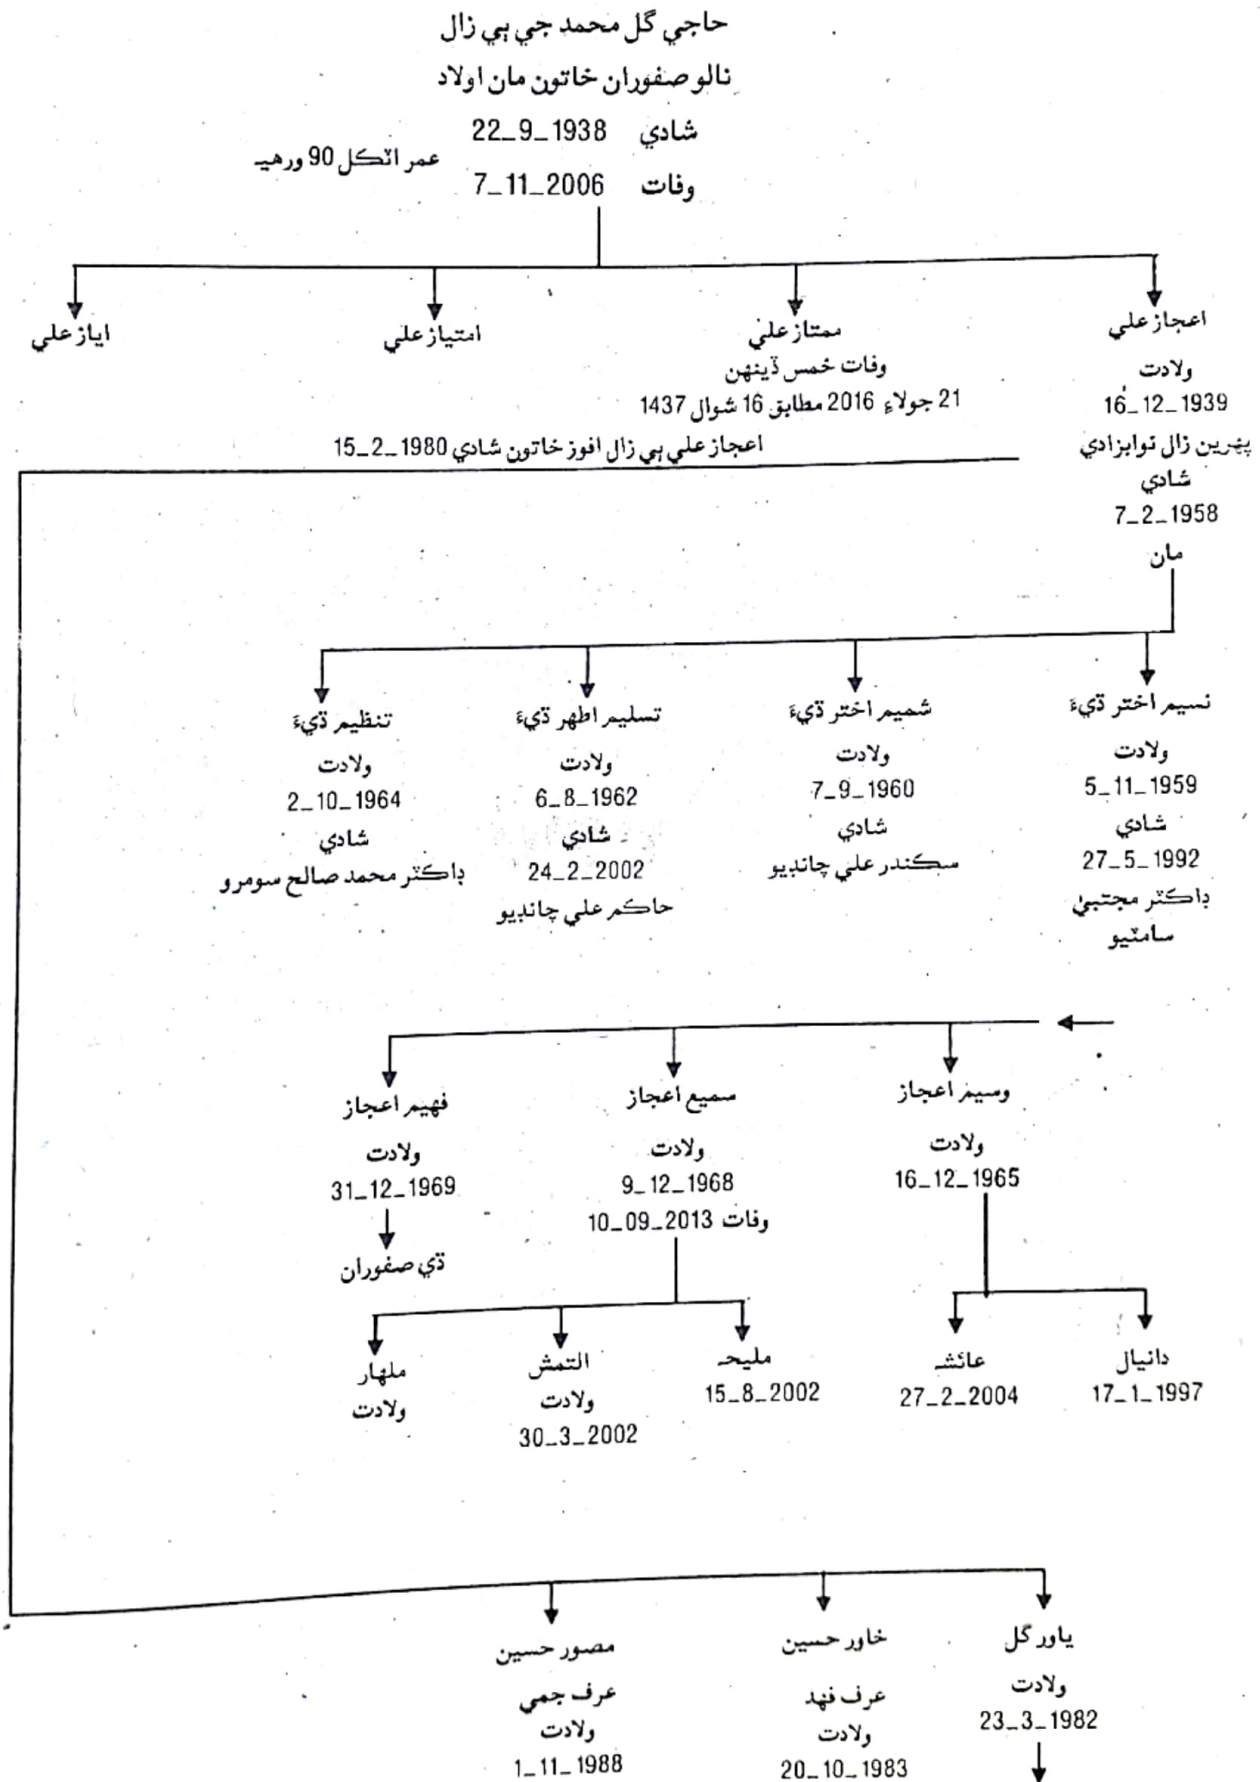 حاجي گل محمد جي ٻي زال
نالو صفوران خاتون مان اولاد
شادي 22_9_1938
عمر اٽڪل 90 ورهيہ
وفات 7_11_2006
اعجاز علي
ممتاز علي
امتياز علي
اياز علي
ولادت
16_12_1939
وفات خمس ڏينهن
21 جولاءِ 2016 مطابق 16 شوال 1437
پهرين زال نوابزادي
شادي
7_2_1958
مان
اعجاز علي ٻي زال افوز خاتون شادي 15_2_1980
نسيم اختر ڌيءَ
ولادت
5_11_1959
شادي
27_5_1992
ڊاڪٽر مجتبيٰ
سامٽيو
شميم اختر ڌيءَ
ولادت
7_9_1960
شادي
سڪندر علي چانڊيو
تسليم اطهر ڌيءَ
ولادت
6_8_1962
شادي
24_2_2002
حاڪم علي چانڊيو
تنظيم ڌيءَ
ولادت
2_10_1964
شادي
ڊاڪٽر محمد صالح سومرو
وسيم اعجاز
ولادت
16_12_1965
سميع اعجاز
ولادت
9_12_1968
وفات 10_09_2013
فهيم اعجاز
ولادت
31_12_1969
ڌي صفوران
دانيال
17_1_1997
عائشہ
27_2_2004
مليحہ
15_8_2002
التمش
ولادت
30_3_2002
ملهار
ولادت
ياور گل
ولادت
23_3_1982
خاور حسين
عرف فهد
ولادت
20_10_1983
مصور حسين
عرف جمي
ولادت
1_11_1988